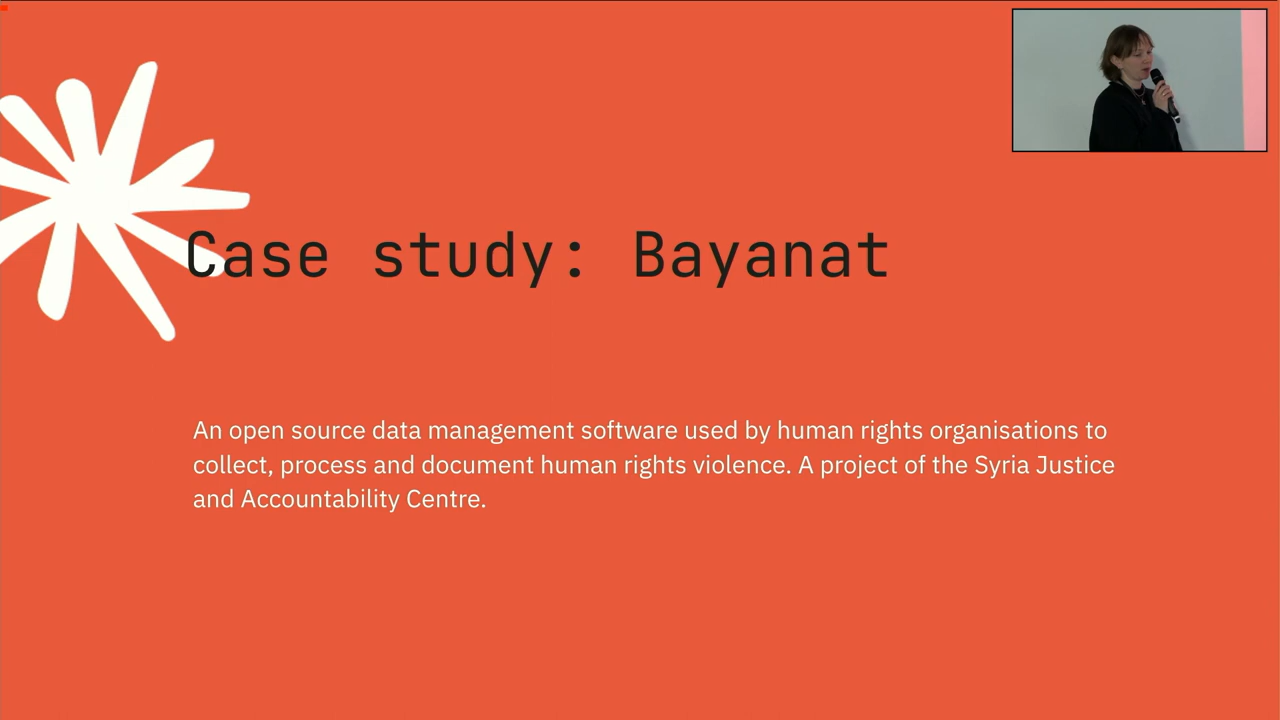 Case study: Bayanat
An open source data management software used by human rights organisations to
collect, process and document human rights violence. A project of the Syria Justice
and Accountability Centre.